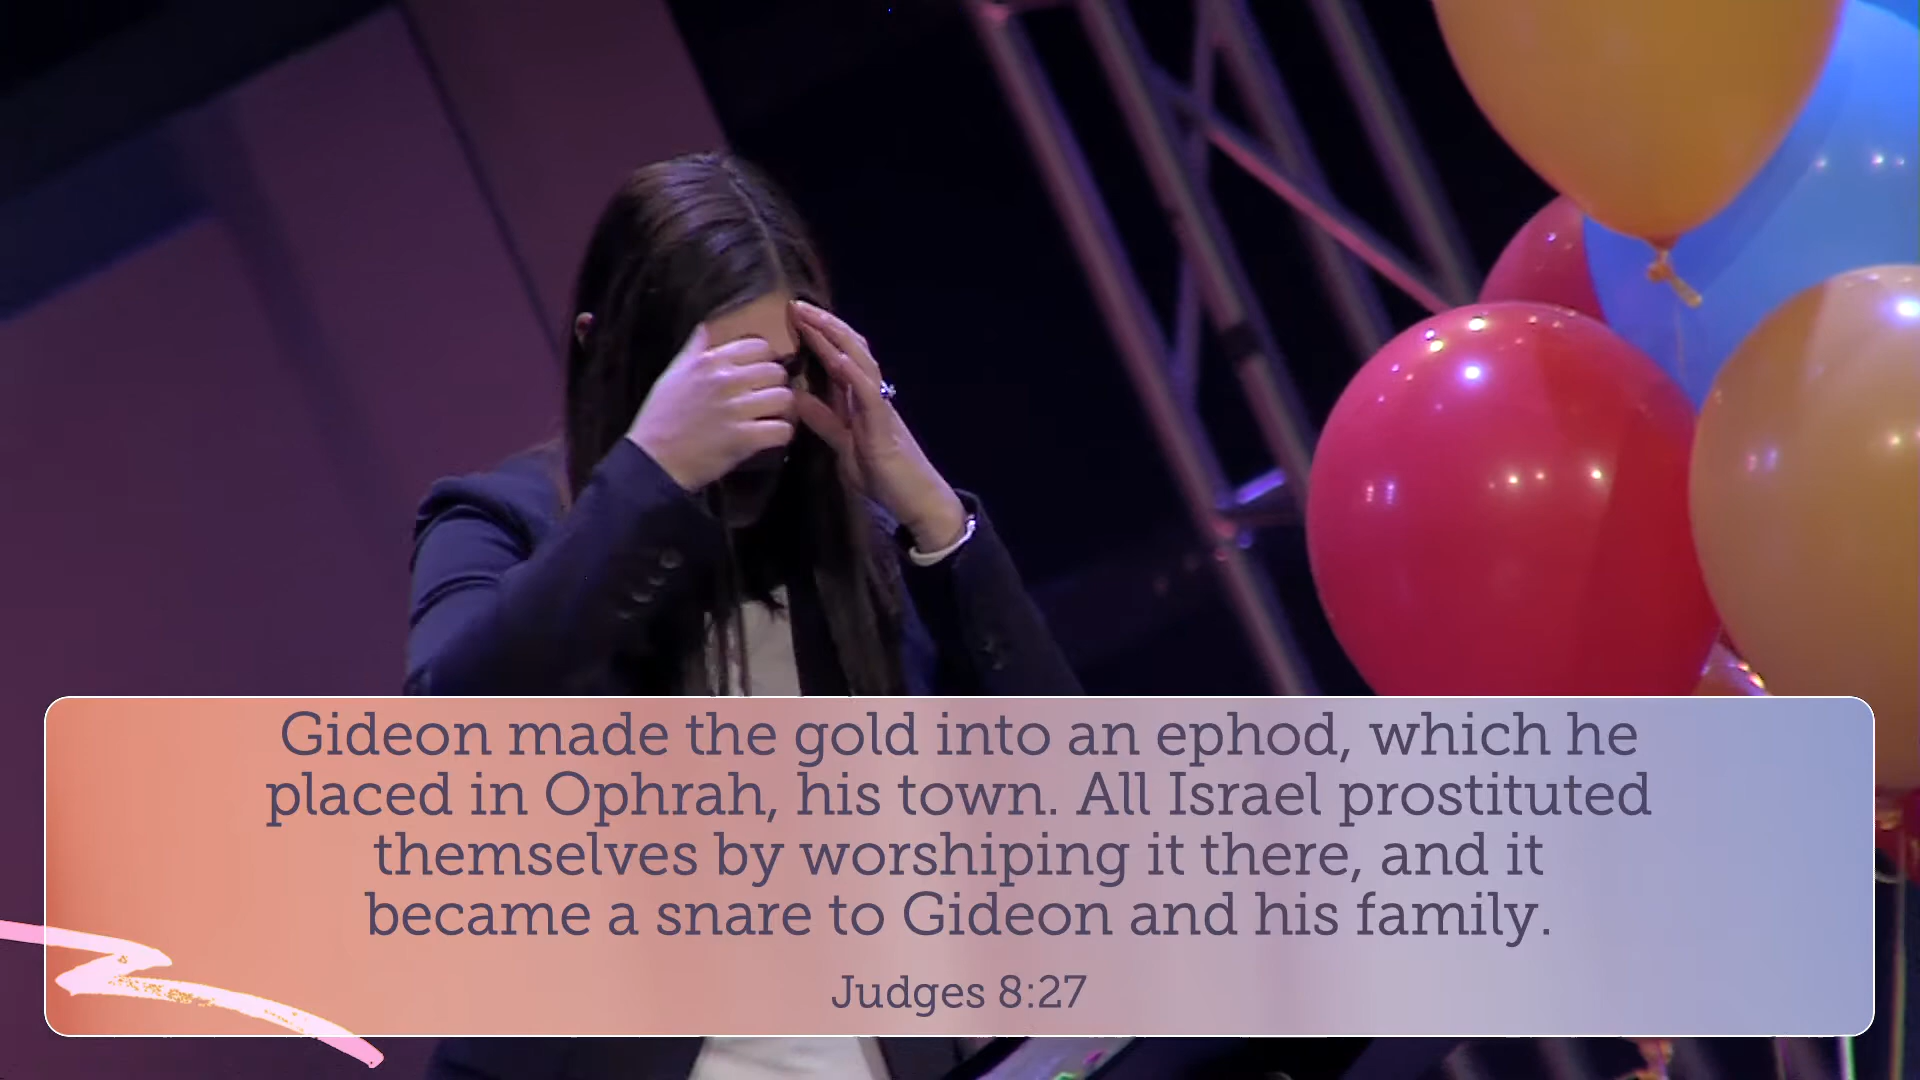 Gideon made the gold into an ephod, which he
placed in Ophrah, his town. All Israel prostituted
themselves by worshiping it there, and it
became a snare to Gideon and his family.
Judges 8:27